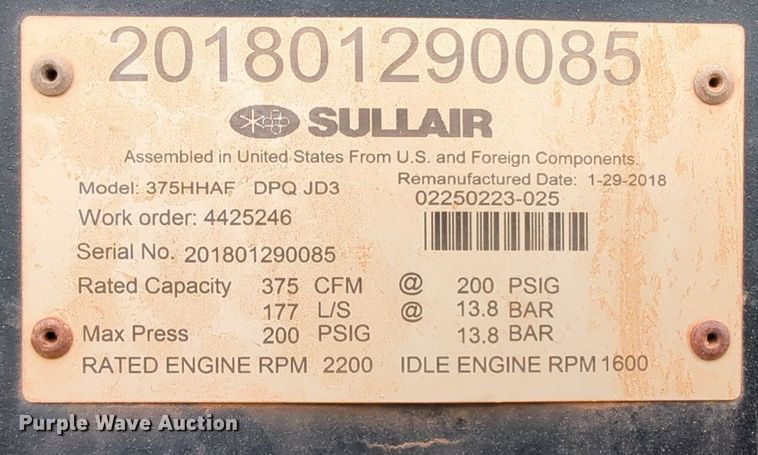 201801290085
SULLAIR
Assembled in United States From U.S. and Foreign Components.
Model: 375HHAF DPQ JD3 Remanufactured Date: 1-29-2018
Work order: 4425246 02250223-025
Serial No. 201801290085
Rated Capacity 375 CFM @ 200 PSIG
177 L/S @ 13.8 BAR
Max Press 200 PSIG 13.8 BAR
RATED ENGINE RPM 2200 IDLE ENGINE RPM 1600
Purple Wave Auction